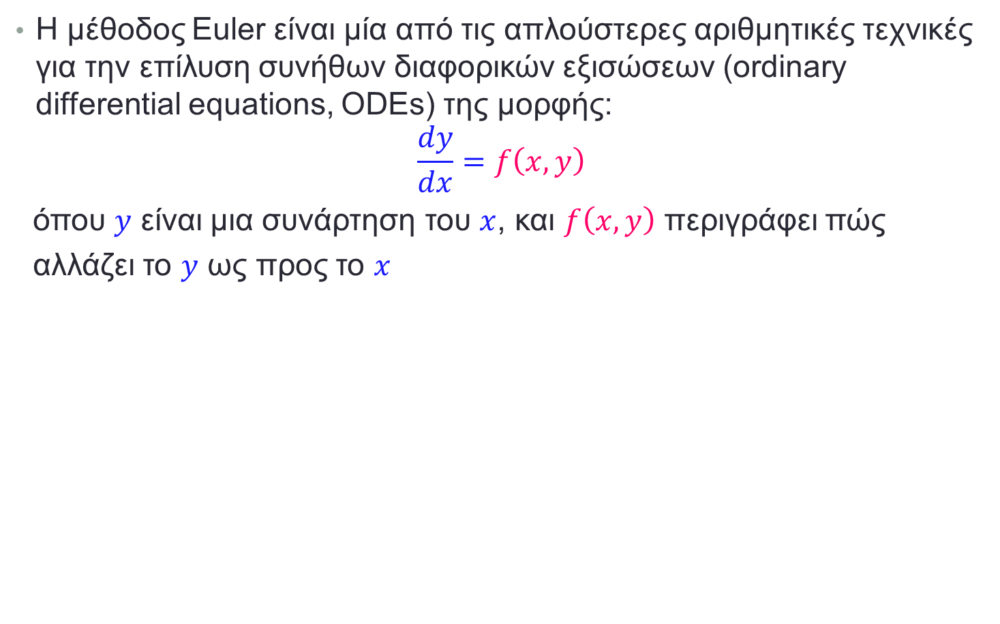 • Η μέθοδος Euler είναι μία από τις απλούστερες αριθμητικές τεχνικές
για την επίλυση συνήθων διαφορικών εξισώσεων (ordinary
differential equations, ODEs) της μορφής:
dy/dx = f(x, y)
όπου y είναι μια συνάρτηση του x, και f(x, y) περιγράφει πώς
αλλάζει το y ως προς το x